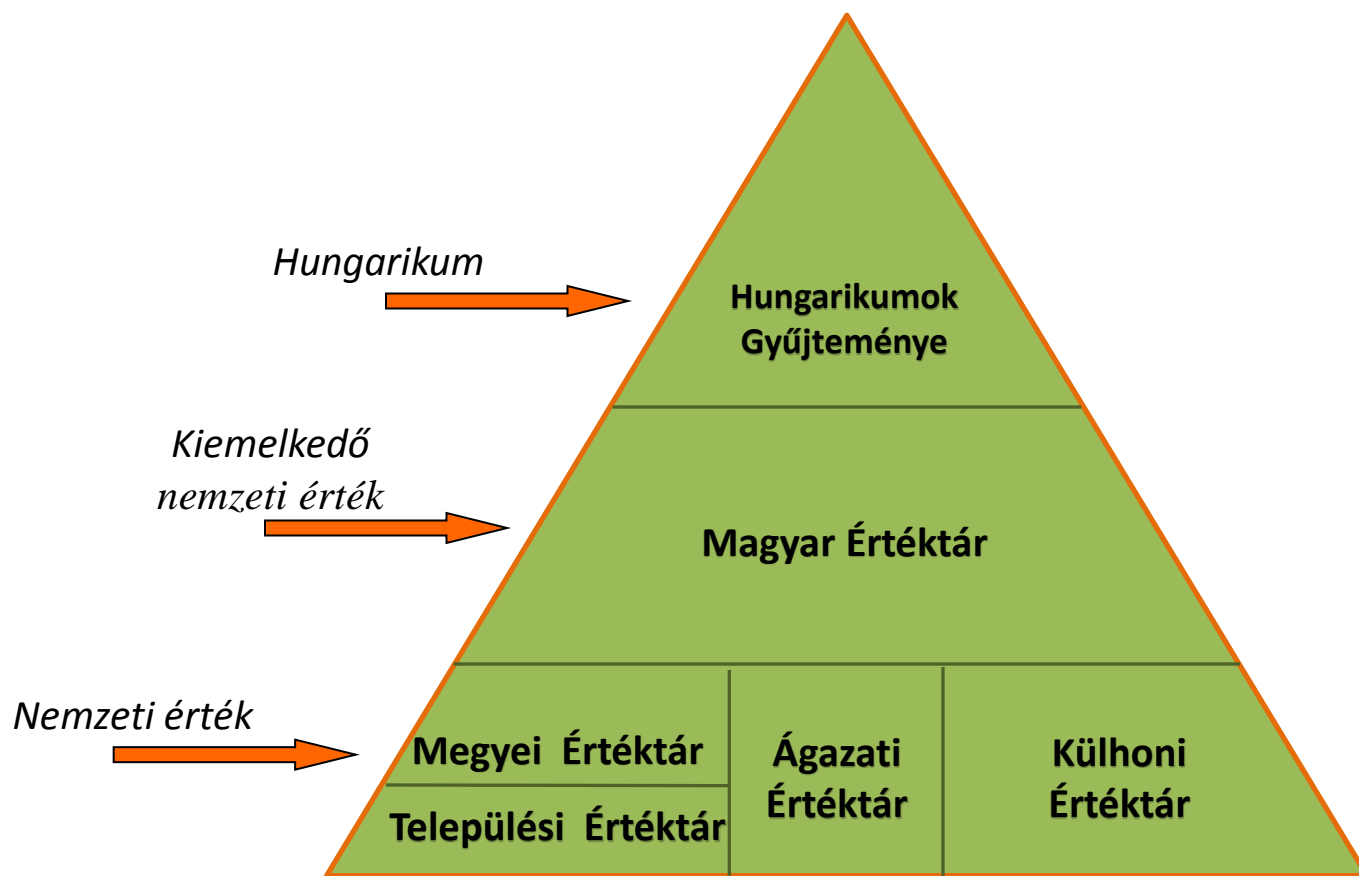 Hungarikum
Hungarikumok
Gyűjteménye
Kiemelkedő
nemzeti érték
Magyar Értéktár
Nemzeti érték
Megyei Értéktár
Települési Értéktár
Ágazati
Értéktár
Külhoni
Értéktár